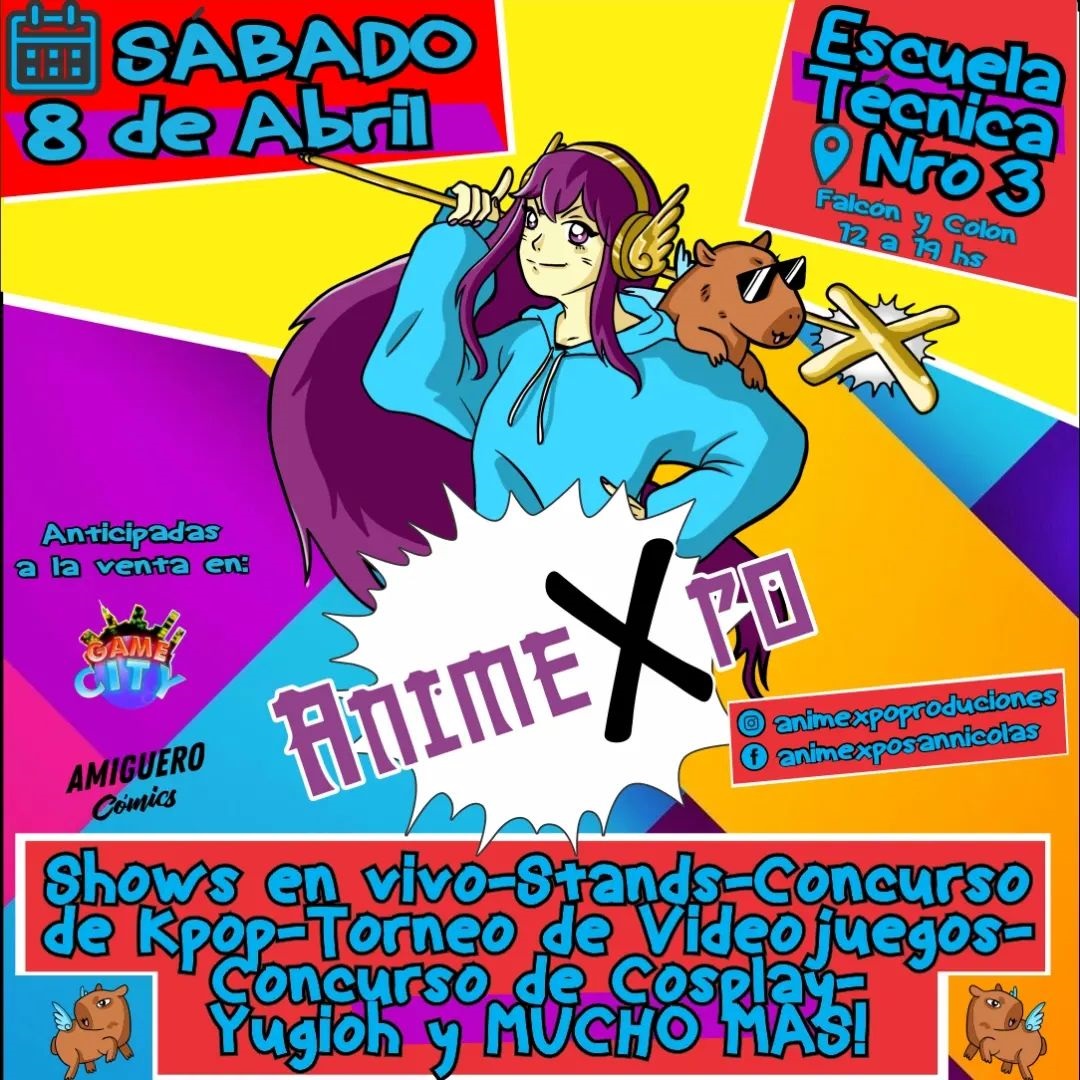 SÁBADO
8 de Abril
Escuela
Técnica
Nro 3
Falcón y Colón
12 a 19 hs
Anticipadas
a la venta en:
GAME
CITY
AMIGUERO
Cómics
ANIMEXPO
animexpoproduciones
animexposannicolas
Shows en vivo-Stands-Concurso
de Kpop-Torneo de Videojuegos-
Concurso de Cosplay-
Yugioh y MUCHO MAS!